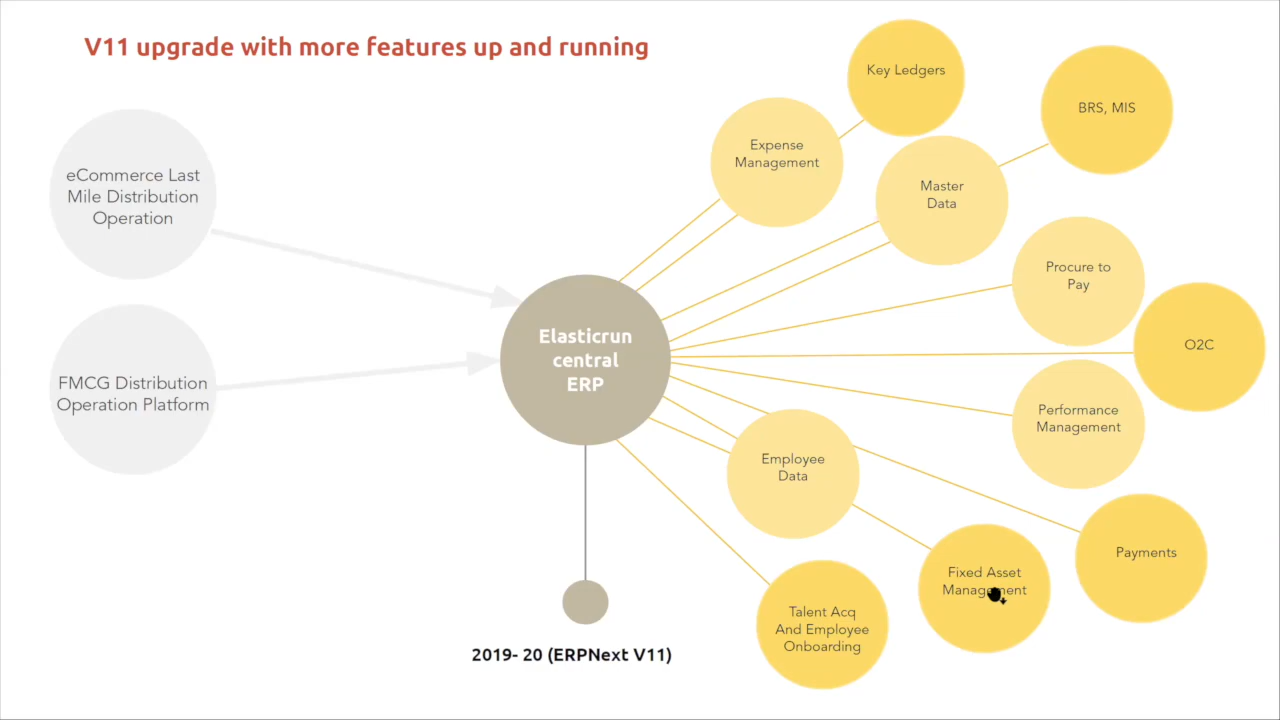 V11 upgrade with more features up and running
Key Ledgers
BRS, MIS
Expense
Management
eCommerce Last
Mile Distribution
Operation
Master
Data
Procure to
Pay
Elasticrun
central
ERP
O2C
FMCG Distribution
Operation Platform
Performance
Management
Employee
Data
Payments
Fixed Asset
Management
Talent Acq
And Employee
Onboarding
2019- 20 (ERPNext V11)